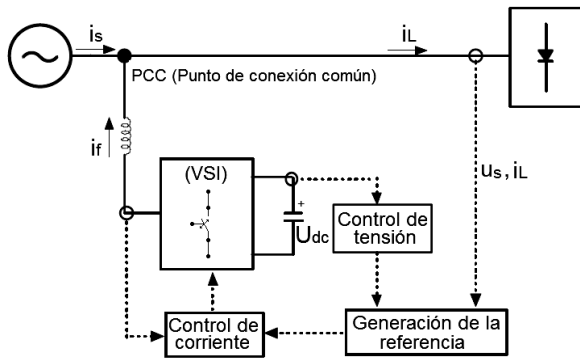 is
iL
PCC (Punto de conexión común)
if
(VSI)
us, iL
+
Udc
Control de
tensión
Control de
corriente
Generación de la
referencia